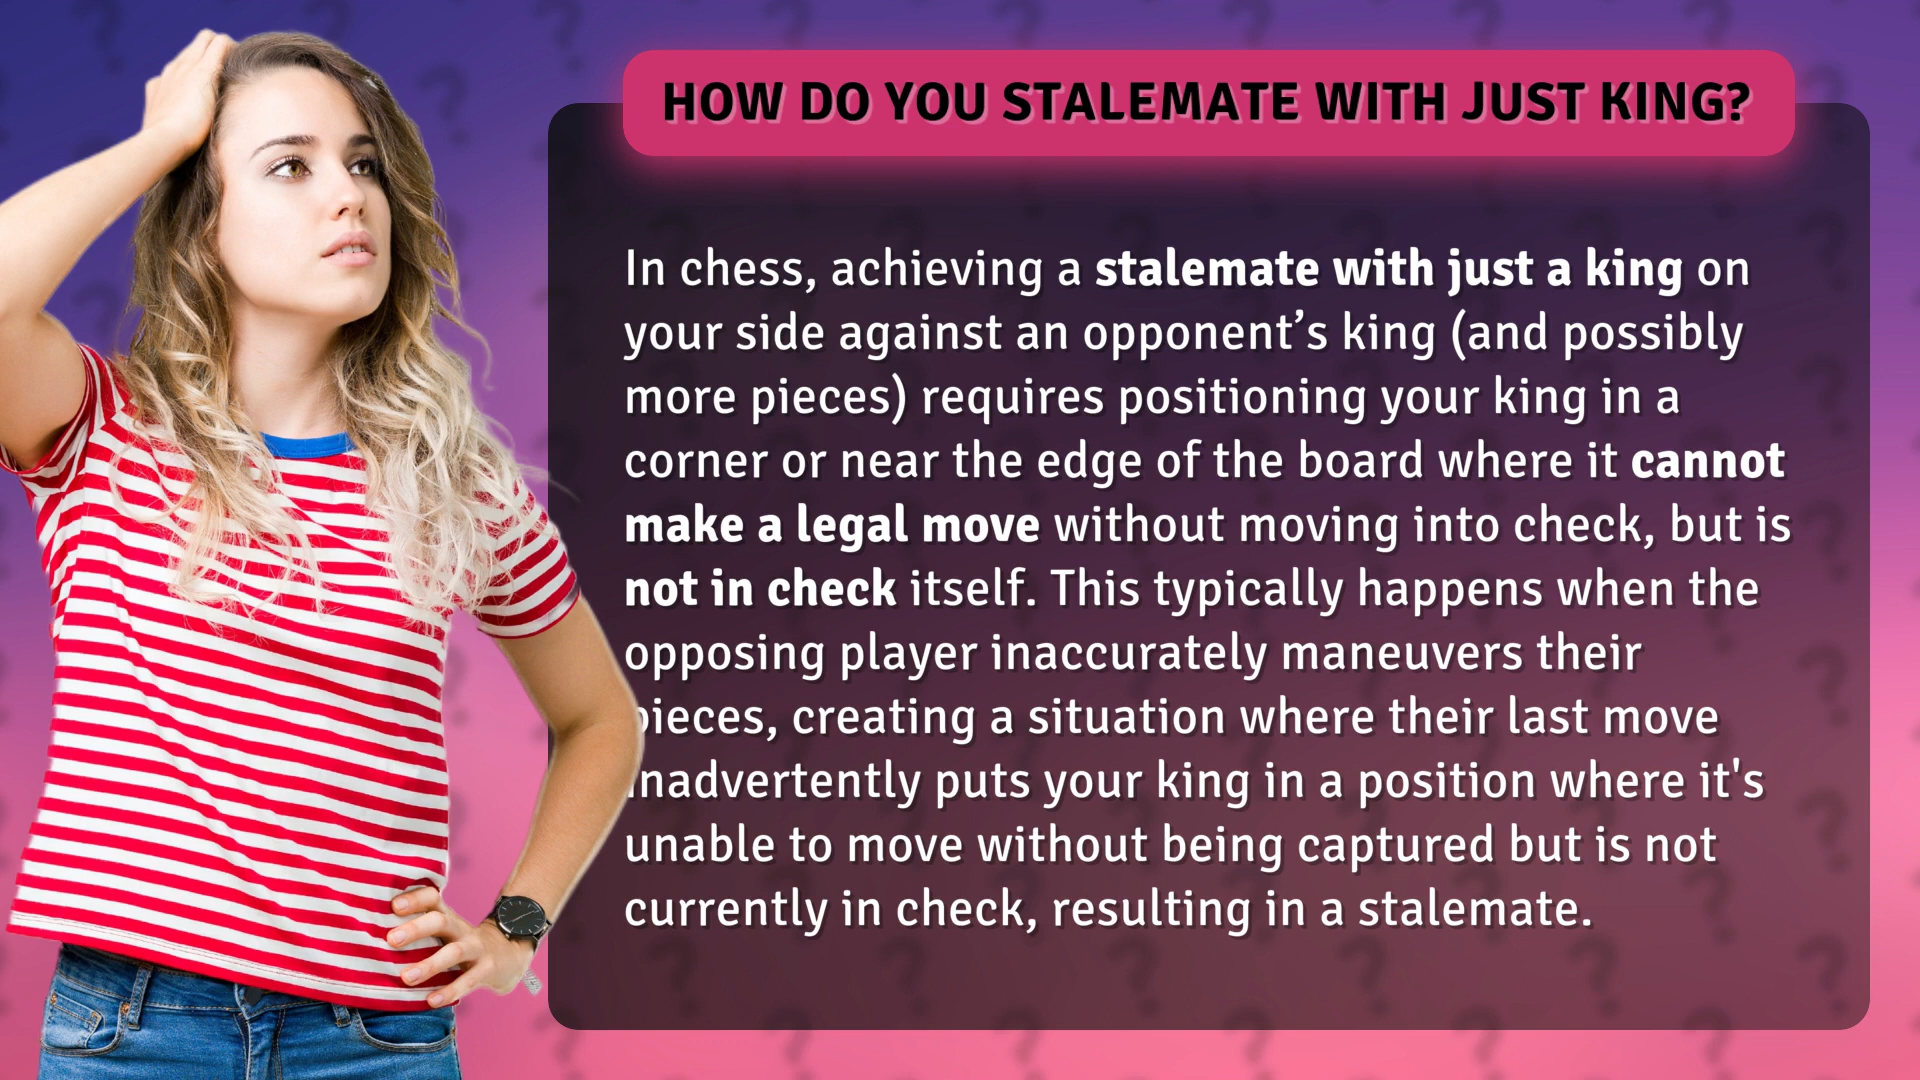 HOW DO YOU STALEMATE WITH JUST KING?
In chess, achieving a stalemate with just a king on
your side against an opponent’s king (and possibly
more pieces) requires positioning your king in a
corner or near the edge of the board where it cannot
make a legal move without moving into check, but is
not in check itself. This typically happens when the
opposing player inaccurately maneuvers their
pieces, creating a situation where their last move
inadvertently puts your king in a position where it's
unable to move without being captured but is not
currently in check, resulting in a stalemate.